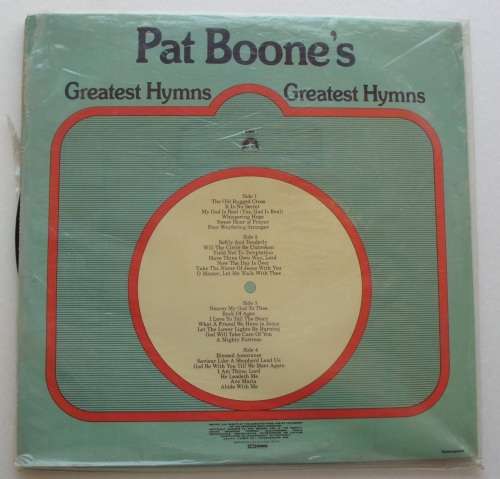 Pat Boone's
Greatest Hymns
Greatest Hymns
Side 1
The Old Rugged Cross
It Is No Secret
My God Is Real (Yes, God Is Real)
Whispering Hope
Sweet Hour of Prayer
Poor Wayfaring Stranger
Side 2
Softly And Tenderly
Will The Circle Be Unbroken
Yield Not To Temptation
Have Thine Own Way, Lord
Now The Day Is Over
Take The Name Of Jesus With You
O Master, Let Me Walk With Thee
Side 3
Nearer My God To Thee
Rock Of Ages
I Love To Tell The Story
What A Friend We Have in Jesus
Let The Lower Lights Be Burning
God Will Take Care Of You
A Mighty Fortress
Side 4
Blessed Assurance
Saviour Like A Shepherd Lead Us
God Be With You Till We Meet Again
I Am Thine, Lord
He Leadeth Me
Ave Maria
Abide With Me